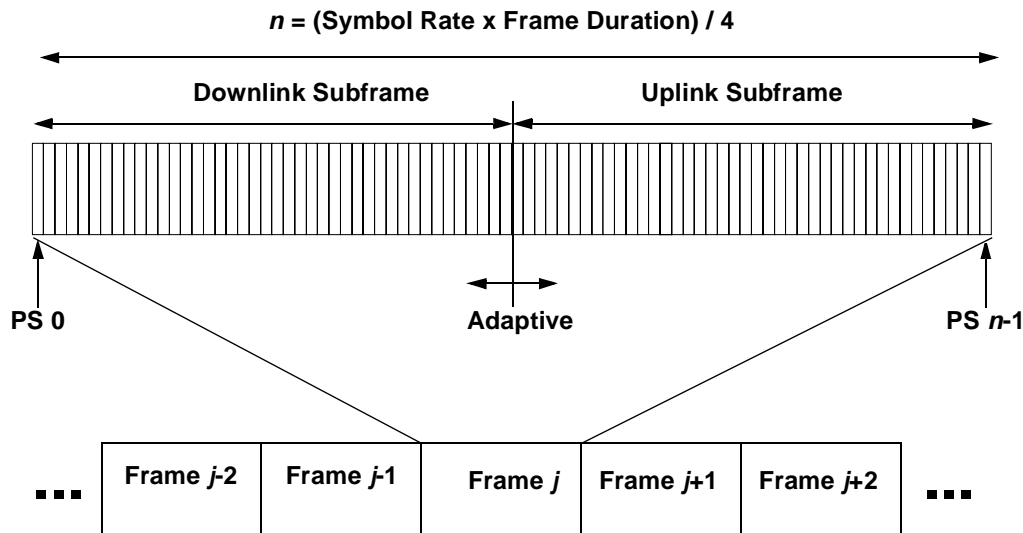 n = (Symbol Rate x Frame Duration) / 4
Downlink Subframe
Uplink Subframe
PS 0
Adaptive
PS n-1
Frame j-2
Frame j-1
Frame j
Frame j+1
Frame j+2